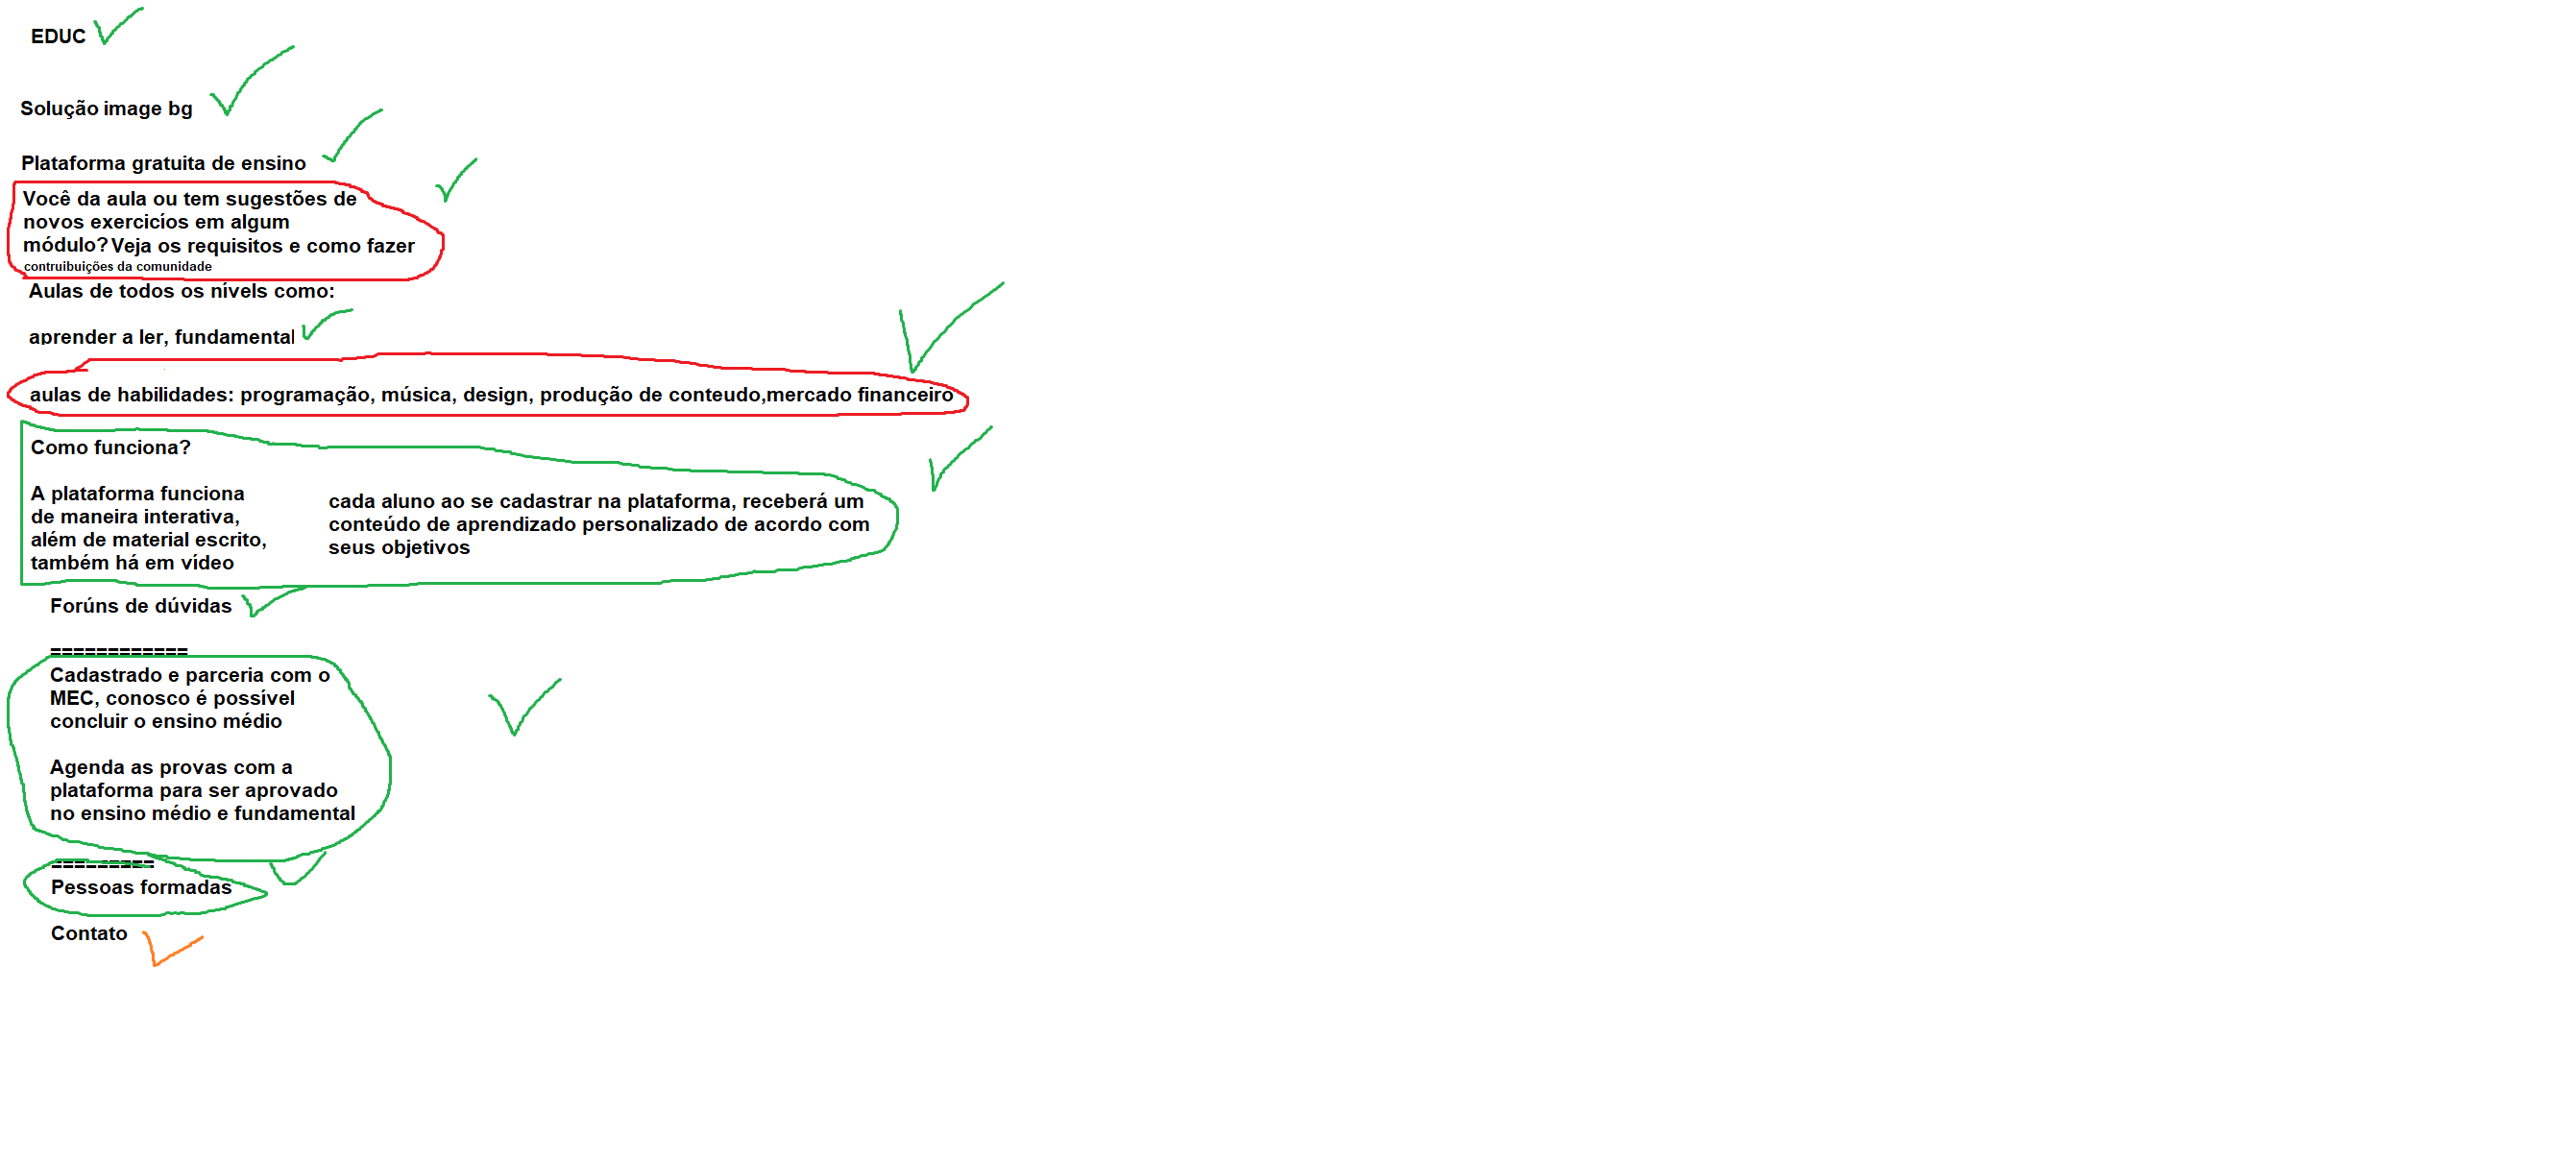 EDUC
Solução image bg
Plataforma gratuita de ensino
Você da aula ou tem sugestões de
novos exercicíos em algum
módulo? Veja os requisitos e como fazer
contruibuições da comunidade
Aulas de todos os nívels como:
aprender a ler, fundamental
aulas de habilidades: programação, música, design, produção de conteudo,mercado financeiro
Como funciona?
A plataforma funciona
de maneira interativa,
além de material escrito,
também há em vídeo
cada aluno ao se cadastrar na plataforma, receberá um
conteúdo de aprendizado personalizado de acordo com
seus objetivos
Forúns de dúvidas
============
Cadastrado e parceria com o
MEC, conosco é possível
concluir o ensino médio
Agenda as provas com a
plataforma para ser aprovado
no ensino médio e fundamental
=========
Pessoas formadas
Contato